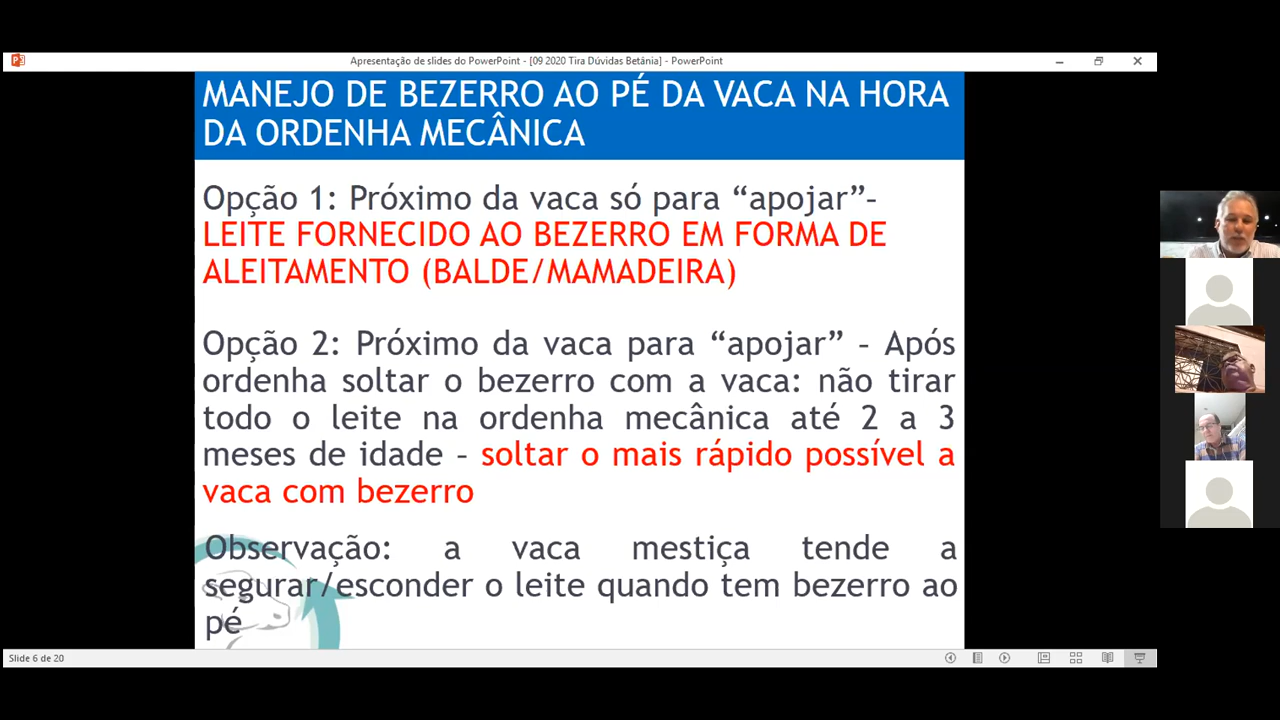 Apresentação de slides do PowerPoint - [09 2020 Tira Dúvidas Betânia] - PowerPoint
MANEJO DE BEZERRO AO PÉ DA VACA NA HORA
DA ORDENHA MECÂNICA
Opção 1: Próximo da vaca só para “apojar”–
LEITE FORNECIDO AO BEZERRO EM FORMA DE
ALEITAMENTO (BALDE/MAMADEIRA)
Opção 2: Próximo da vaca para “apojar” – Após
ordenha soltar o bezerro com a vaca: não tirar
todo o leite na ordenha mecânica até 2 a 3
meses de idade – soltar o mais rápido possível a
vaca com bezerro
Observação: a vaca mestiça tende a
segurar/esconder o leite quando tem bezerro ao
pé
Slide 6 de 20